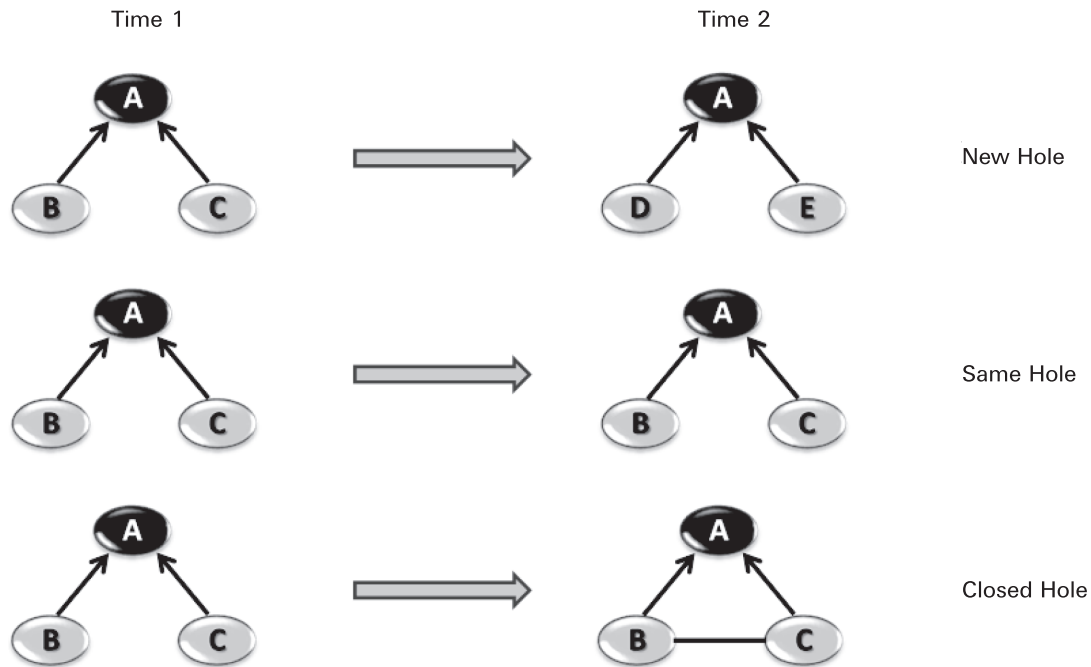 Time 1 Time 2
A A
New Hole
B C D E
A A
Same Hole
B C B C
A A
Closed Hole
B C B C